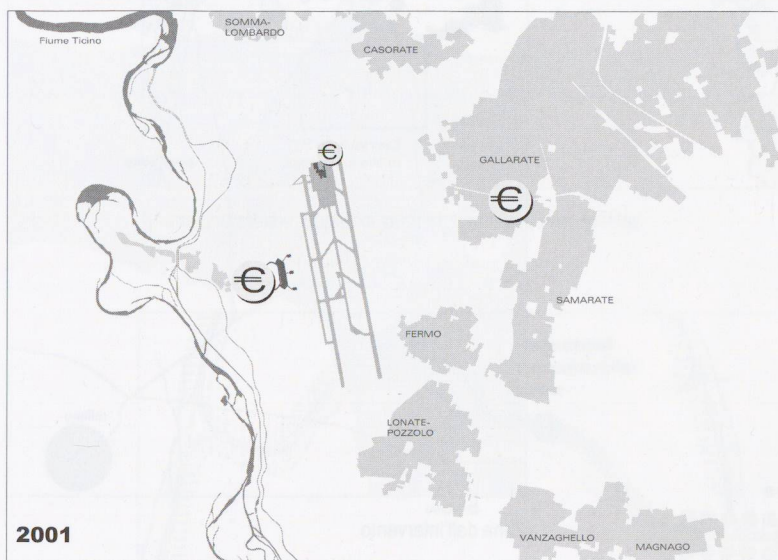 SOMMA-
LOMBARDO
Fiume Ticino
CASORATE
€
GALLARATE
€
€
SAMARATE
FERMO
LONATE-
POZZOLO
2001
VANZAGHELLO
MAGNAGO